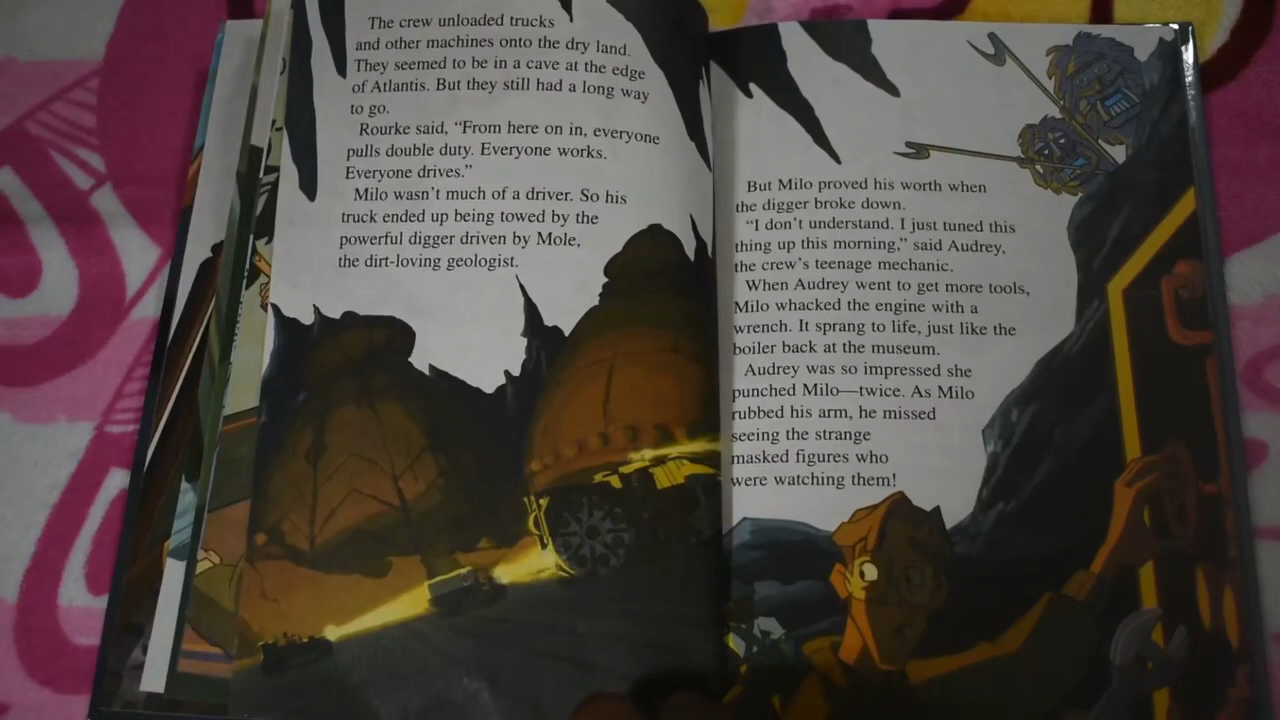 The crew unloaded trucks
and other machines onto the dry land.
They seemed to be in a cave at the edge
of Atlantis. But they still had a long way
to go.
Rourke said, “From here on in, everyone
pulls double duty. Everyone works.
Everyone drives.”
Milo wasn’t much of a driver. So his
truck ended up being towed by the
powerful digger driven by Mole,
the dirt-loving geologist.
But Milo proved his worth when
the digger broke down.
“I don’t understand. I just tuned this
thing up this morning,” said Audrey,
the crew’s teenage mechanic.
When Audrey went to get more tools,
Milo whacked the engine with a
wrench. It sprang to life, just like the
boiler back at the museum.
Audrey was so impressed she
punched Milo—twice. As Milo
rubbed his arm, he missed
seeing the strange
masked figures who
were watching them!